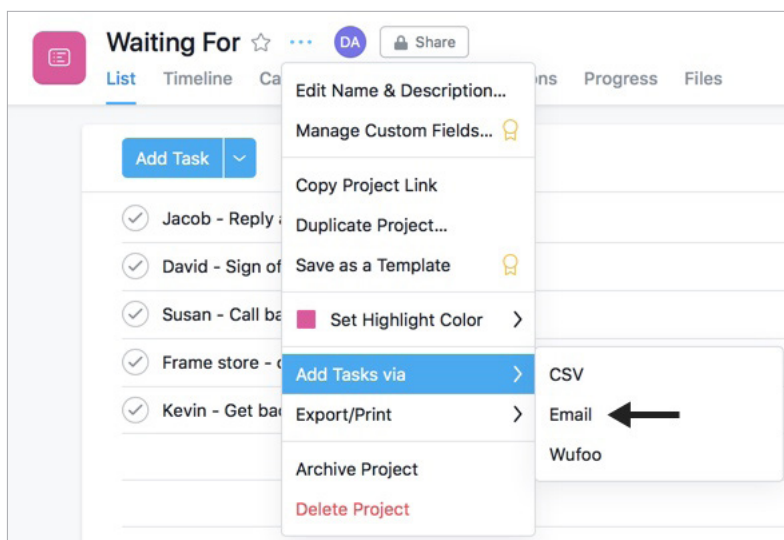 Waiting For
DA
Share
List Timeline Ca ns Progress Files
Edit Name & Description...
Manage Custom Fields...
Add Task
Copy Project Link
Jacob - Reply
Duplicate Project...
David - Sign of
Save as a Template
Susan - Call ba
Set Highlight Color
Frame store -
Add Tasks via
CSV
Kevin - Get bac
Export/Print
Email
Wufoo
Archive Project
Delete Project